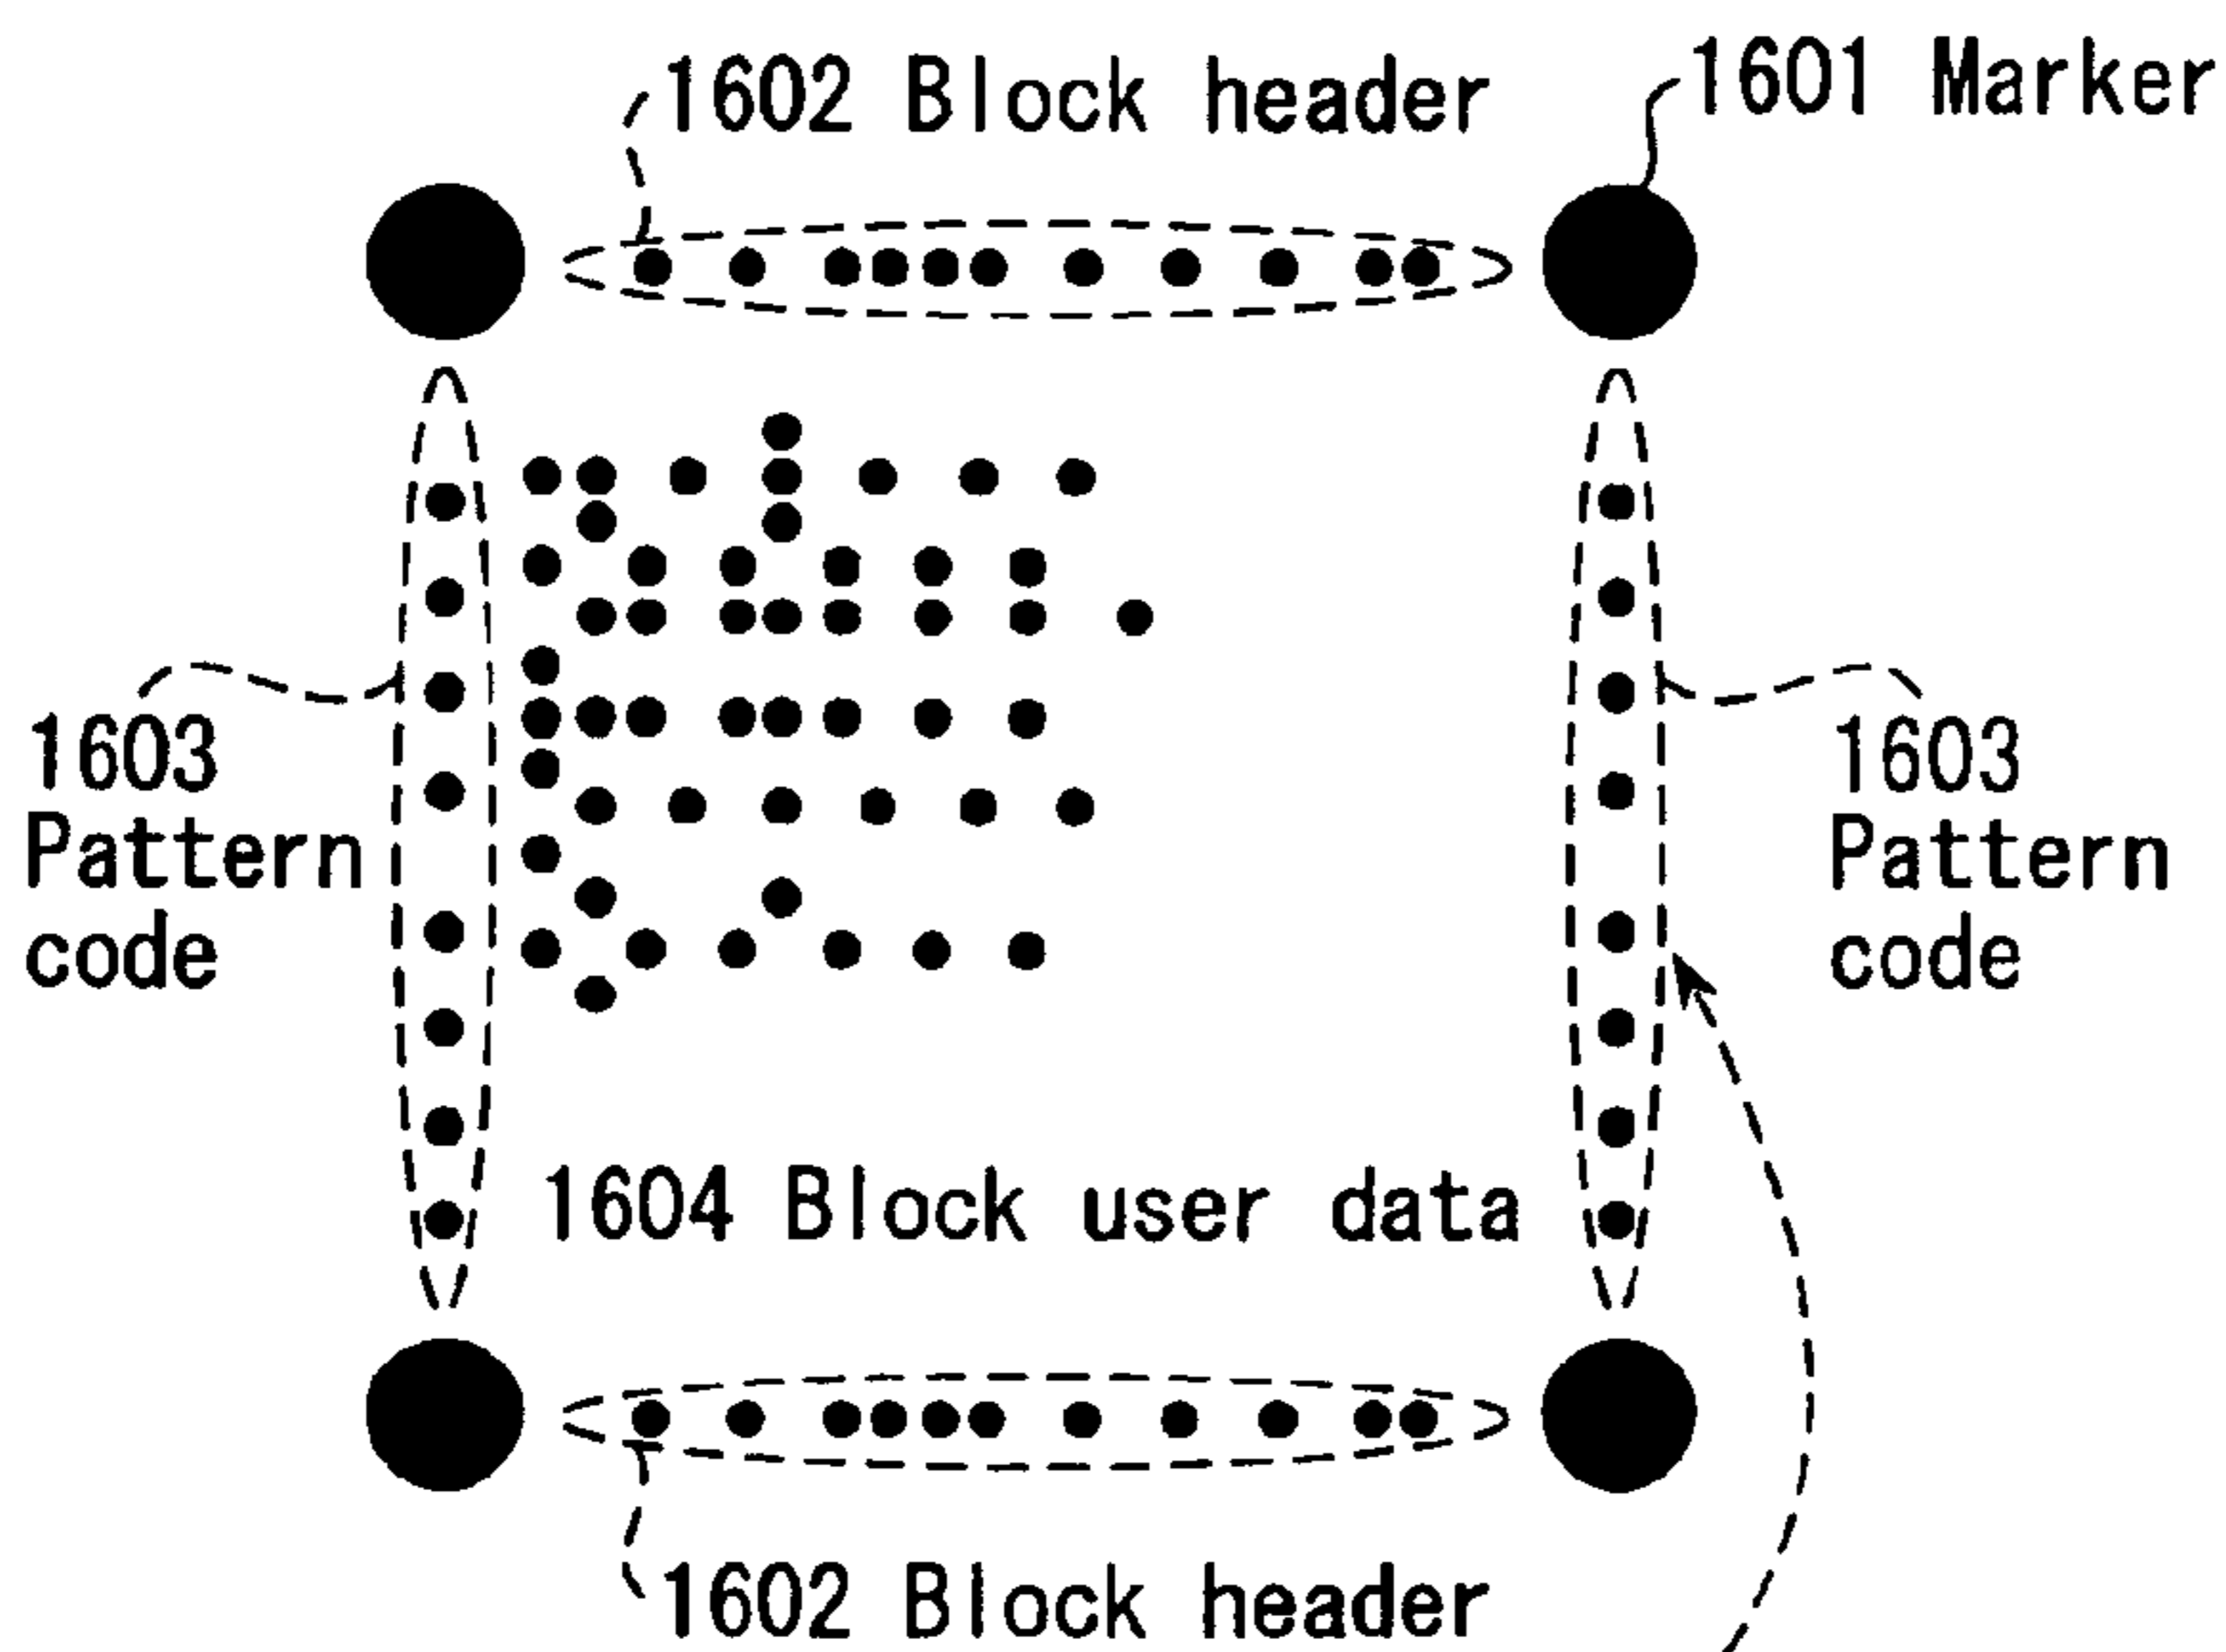 1602 Block header
1601 Marker
1603
Pattern
code
1603
Pattern
code
1604 Block user data
1602 Block header